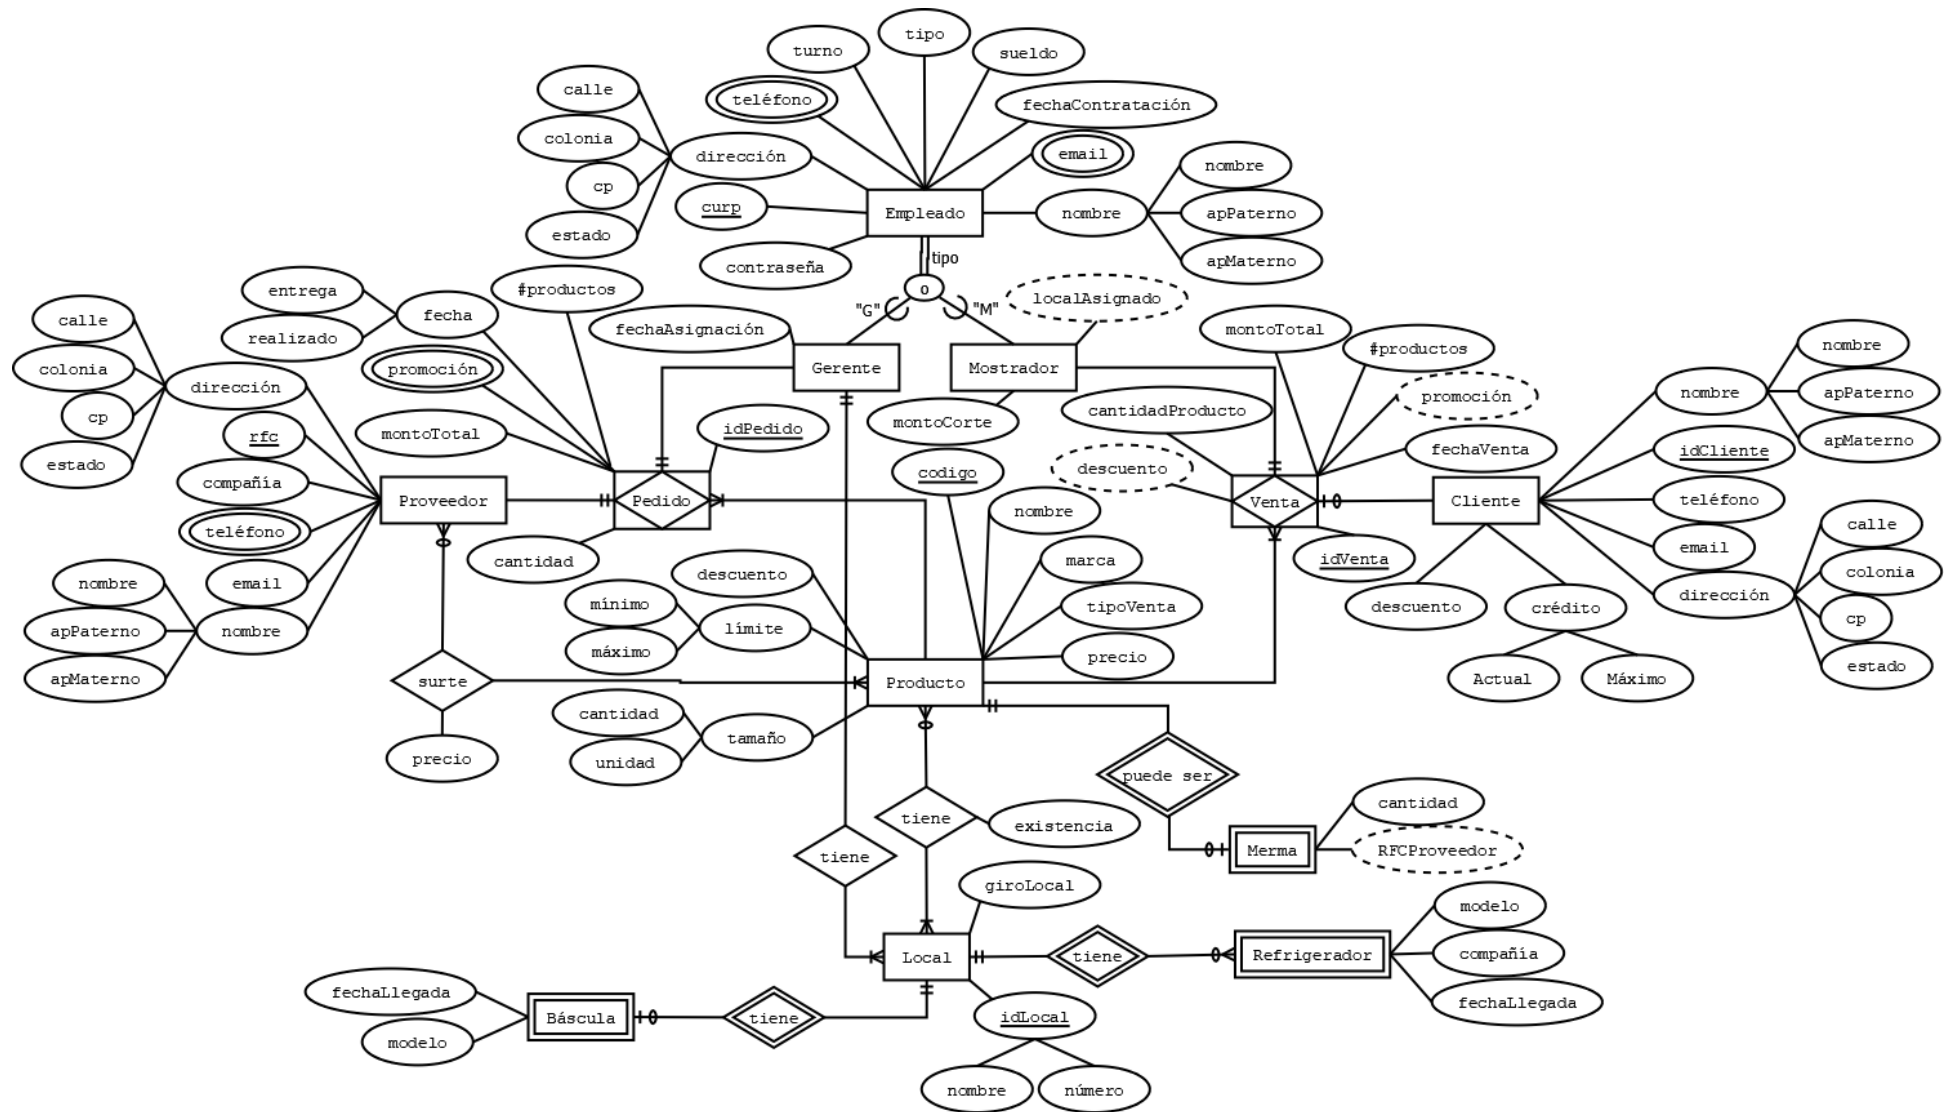 tipo
turno
sueldo
calle
teléfono
fechaContratación
colonia
dirección
email
nombre
cp
curp
Empleado
nombre
apPaterno
estado
contraseña
tipo
apMaterno
entrega
#productos
o
"G"
"M"
localAsignado
calle
fecha
realizado
fechaAsignación
montoTotal
#productos
nombre
colonia
promoción
Gerente
Mostrador
dirección
nombre
apPaterno
promoción
cp
montoTotal
idPedido
montoCorte
cantidadProducto
apMaterno
rfc
fechaVenta
idCliente
estado
codigo
descuento
compañía
Proveedor
Pedido
Venta
Cliente
teléfono
nombre
calle
teléfono
cantidad
marca
idVenta
email
colonia
nombre
email
descuento
mínimo
tipoVenta
descuento
crédito
dirección
cp
apPaterno
nombre
límite
máximo
precio
estado
apMaterno
surte
Producto
Actual
Máximo
cantidad
tamaño
unidad
precio
puede ser
cantidad
tiene
existencia
Merma
RFCProveedor
tiene
giroLocal
modelo
Local
tiene
Refrigerador
compañía
fechaLlegada
fechaLlegada
Báscula
tiene
idLocal
modelo
nombre
número